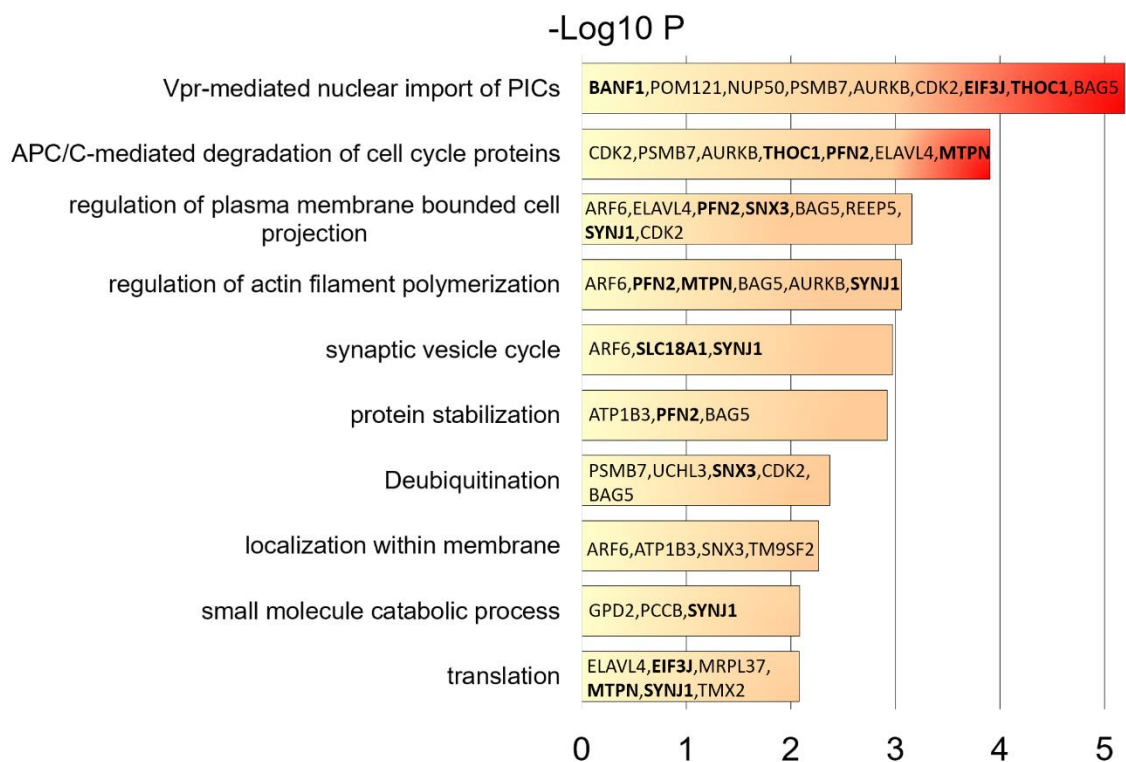 -Log10 P
Vpr-mediated nuclear import of PICs
BANF1,POM121,NUP50,PSMB7,AURKB,CDK2,EIF3J,THOC1,BAG5
APC/C-mediated degradation of cell cycle proteins
CDK2,PSMB7,AURKB,THOC1,PFN2,ELAVL4,MTPN
regulation of plasma membrane bounded cell
projection
ARF6,ELAVL4,PFN2,SNX3,BAG5,REEP5,
SYNJ1,CDK2
regulation of actin filament polymerization
ARF6,PFN2,MTPN,BAG5,AURKB,SYNJ1
synaptic vesicle cycle
ARF6,SLC18A1,SYNJ1
protein stabilization
ATP1B3,PFN2,BAG5
Deubiquitination
PSMB7,UCHL3,SNX3,CDK2,
BAG5
localization within membrane
ARF6,ATP1B3,SNX3,TM9SF2
small molecule catabolic process
GPD2,PCCB,SYNJ1
translation
ELAVL4,EIF3J,MRPL37,
MTPN,SYNJ1,TMX2
0 1 2 3 4 5